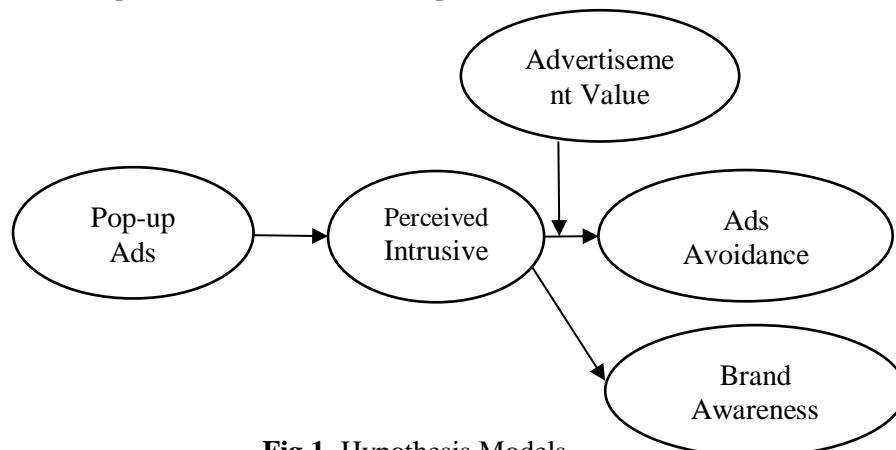 Advertiseme
nt Value
Pop-up
Ads
Perceived
Intrusive
Ads
Avoidance
Brand
Awareness
Fig 1. Hypothesis Models